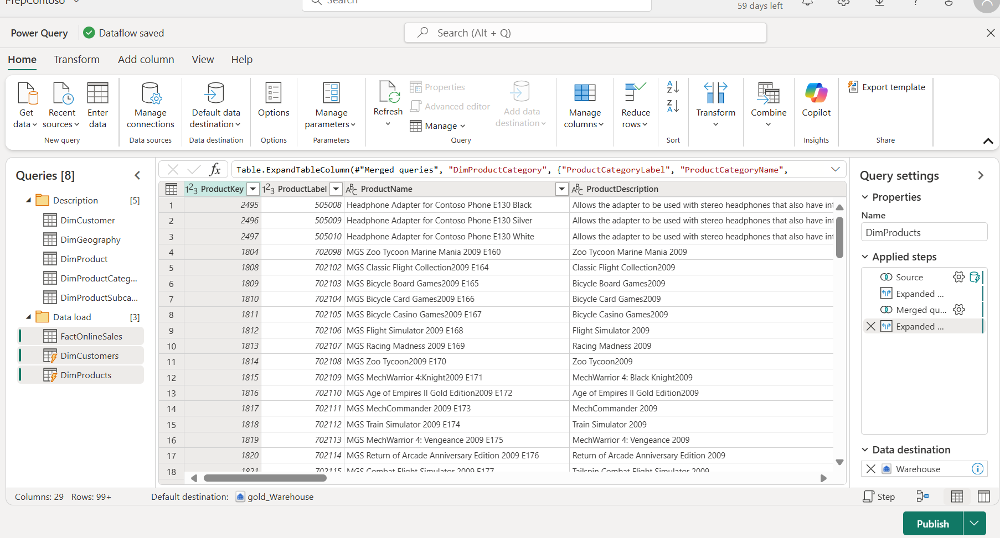 PrepContoso
Search
59 days left
?
Power Query
Dataflow saved
Search (Alt + Q)
Home
Transform
Add column
View
Help
Get data
Recent sources
Enter data
New query
Manage connections
Data sources
Default data destination
Data destination
Options
Options
Manage parameters
Parameters
Refresh
Properties
Advanced editor
Manage
Add data destination
Query
Manage columns
Reduce rows
Sort
Transform
Combine
Copilot
Insights
Export template
Share
Queries [8]
Description [5]
DimCustomer
DimGeography
DimProduct
DimProductCateg...
DimProductSubca...
Data load [3]
FactOnlineSales
DimCustomers
DimProducts
fx Table.ExpandTableColumn(#"Merged queries", "DimProductCategory", {"ProductCategoryLabel", "ProductCategoryName",
ProductKey ProductLabel ProductName ProductDescription
1 2495 505008 Headphone Adapter for Contoso Phone E130 Black Allows the adapter to be used with stereo headphones that also have int
2 2496 505009 Headphone Adapter for Contoso Phone E130 Silver Allows the adapter to be used with stereo headphones that also have int
3 2497 505010 Headphone Adapter for Contoso Phone E130 White Allows the adapter to be used with stereo headphones that also have int
4 1804 702098 MGS Zoo Tycoon Marine Mania 2009 E160 Zoo Tycoon Marine Mania 2009
5 1808 702102 MGS Classic Flight Collection2009 E164 Classic Flight Collection2009
6 1809 702103 MGS Bicycle Board Games2009 E165 Bicycle Board Games2009
7 1810 702104 MGS Bicycle Card Games2009 E166 Bicycle Card Games2009
8 1811 702105 MGS Bicycle Casino Games2009 E167 Bicycle Casino Games2009
9 1812 702106 MGS Flight Simulator 2009 E168 Flight Simulator 2009
10 1813 702107 MGS Racing Madness 2009 E169 Racing Madness 2009
11 1814 702108 MGS Zoo Tycoon2009 E170 Zoo Tycoon2009
12 1815 702109 MGS MechWarrior 4:Knight2009 E171 MechWarrior 4: Black Knight2009
13 1816 702110 MGS Age of Empires II Gold Edition2009 E172 Age of Empires II Gold Edition2009
14 1817 702111 MGS MechCommander 2009 E173 MechCommander 2009
15 1818 702112 MGS Train Simulator 2009 E174 Train Simulator 2009
16 1819 702113 MGS MechWarrior 4: Vengeance 2009 E175 MechWarrior 4: Vengeance 2009
17 1820 702114 MGS Return of Arcade Anniversary Edition 2009 E176 Return of Arcade Anniversary Edition 2009
18 1821 702115 MGS Combat Flight Simulator 2009 E177 Tailspin Combat Flight Simulator 2009
Query settings
Properties
Name
DimProducts
Applied steps
Source
Expanded ...
Merged qu...
Expanded ...
Data destination
Warehouse
Columns: 29 Rows: 99+
Default destination: gold_Warehouse
Step
Publish